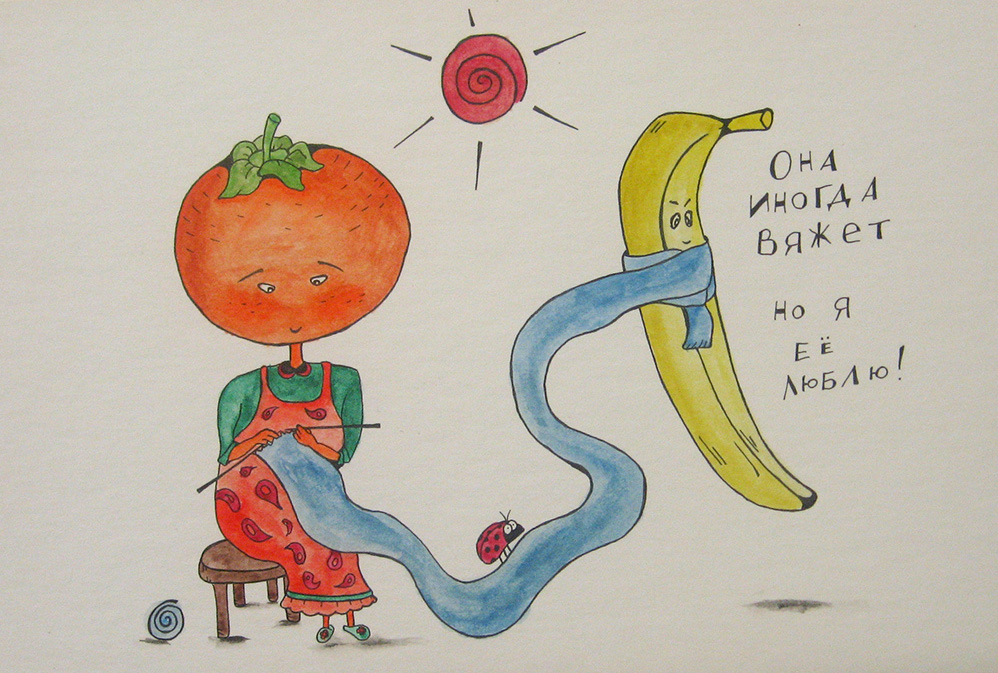 Она
иногда
вяжет
но я
её
люблю!